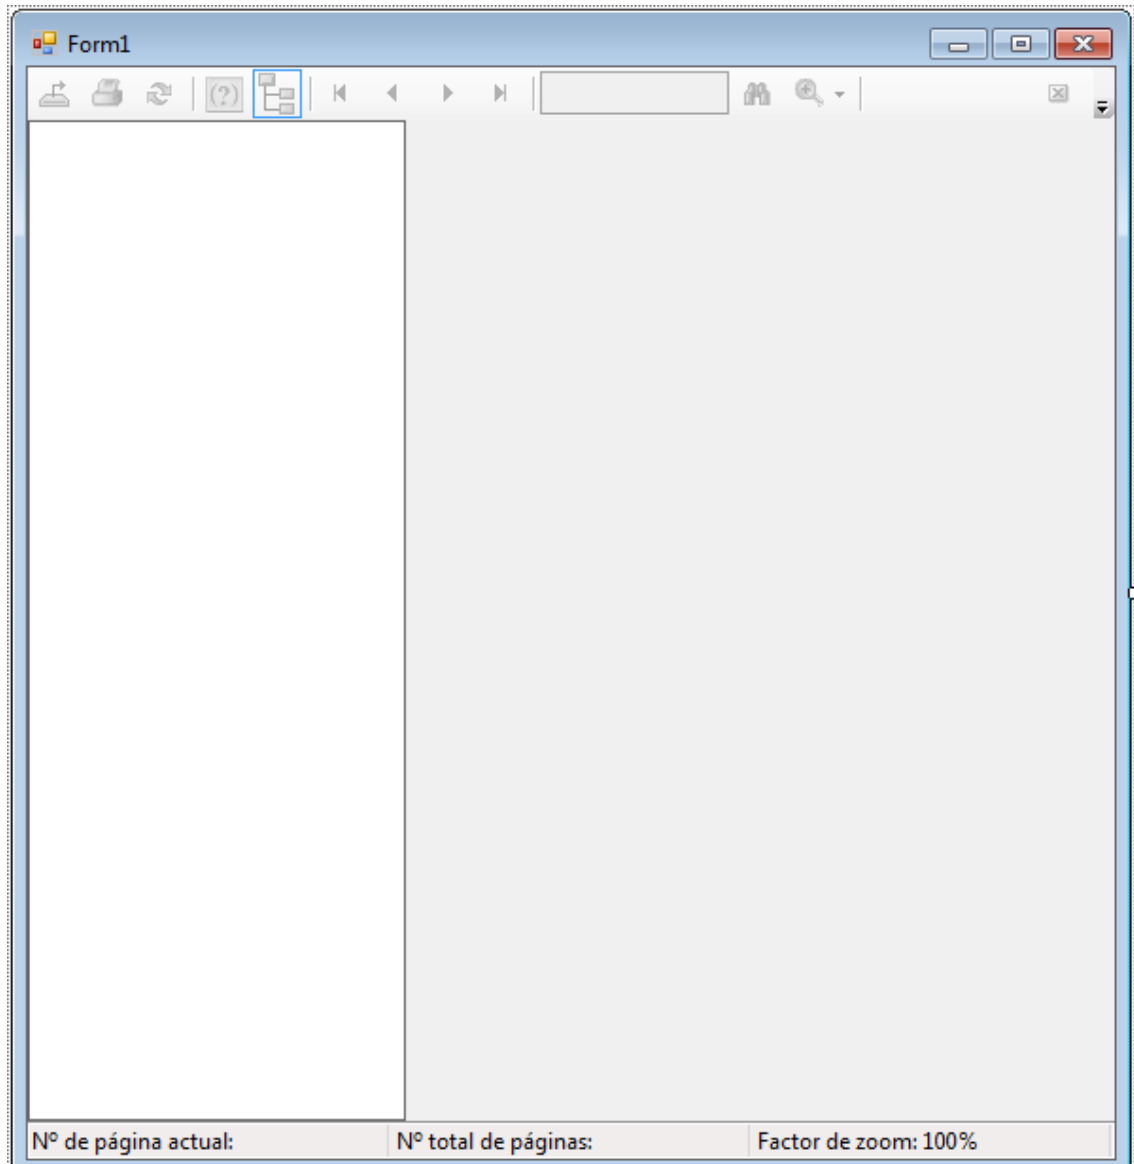 Form1
(?)
Nº de página actual:
Nº total de páginas:
Factor de zoom: 100%